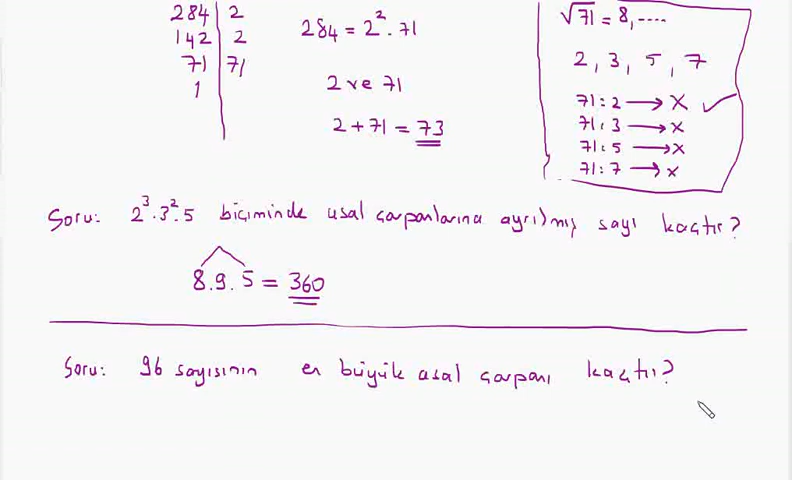 284 | 2
142 | 2
71 | 71
1
284 = 2². 71
2 ve 71
2 + 71 = 73
√71 = 8, ....
2, 3, 5, 7
71 : 2 → X ✓
71 : 3 → X
71 : 5 → X
71 : 7 → X
Soru: 2³. 3². 5 biçiminde asal çarpanlarına ayrılmış sayı kaçtır?
8. 9. 5 = 360
Soru: 96 sayısının en büyük asal çarpanı kaçtır?